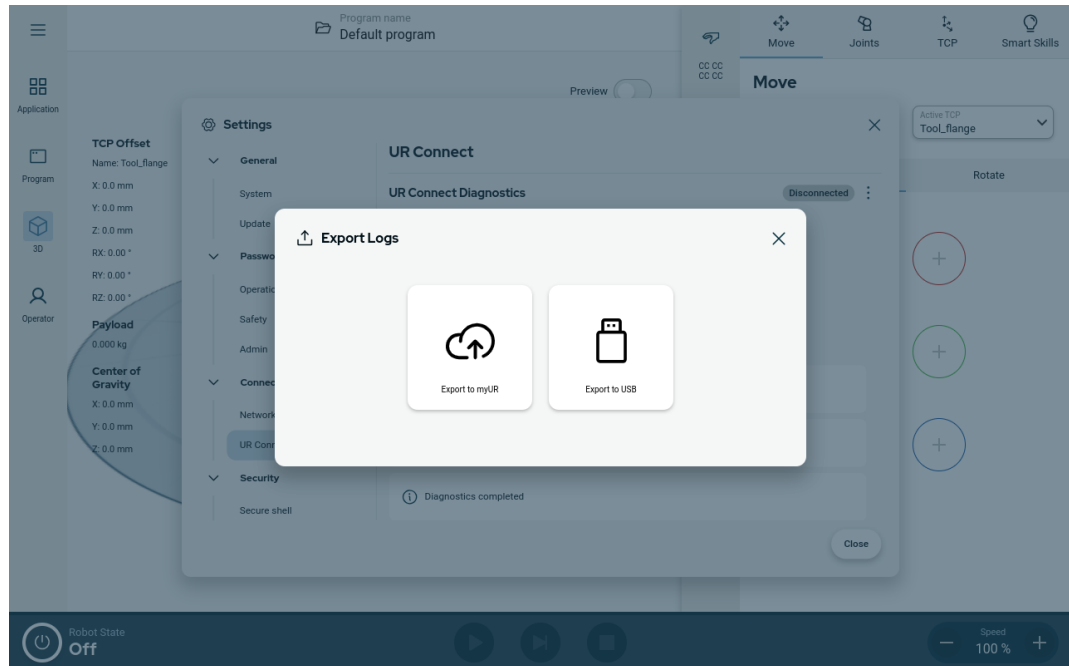 Program name
Default program
Move
Joints
TCP
Smart Skills
Application
Program
3D
Operator
Preview
CC CC
CC CC
Move
Active TCP
Tool_flange
Rotate
TCP Offset
Name: Tool_flange
X: 0.0 mm
Y: 0.0 mm
Z: 0.0 mm
RX: 0.00 °
RY: 0.00 °
RZ: 0.00 °
Payload
0.000 kg
Center of
Gravity
X: 0.0 mm
Y: 0.0 mm
Z: 0.0 mm
Settings
General
System
Update
Passwo
Operatic
Safety
Admin
Connec
Network
UR Conr
Security
Secure shell
UR Connect
UR Connect Diagnostics
Disconnected
Export Logs
Export to myUR
Export to USB
Diagnostics completed
Close
Robot State
Off
Speed
100 %